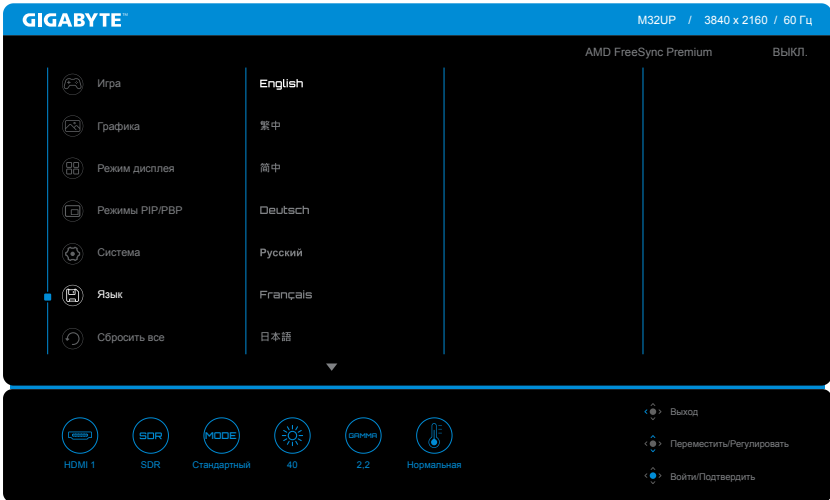 GIGABYTE™
M32UP / 3840 x 2160 / 60 Гц
AMD FreeSync Premium ВЫКЛ.
Игра
Графика
Режим дисплея
Режимы PIP/PBP
Система
Язык
Сбросить все
English
繁中
简中
Deutsch
Русский
Français
日本語
SDR
MODE
GAMMA
HDMI 1
SDR
Стандартный
40
2,2
Нормальная
Выход
Переместить/Регулировать
Войти/Подтвердить